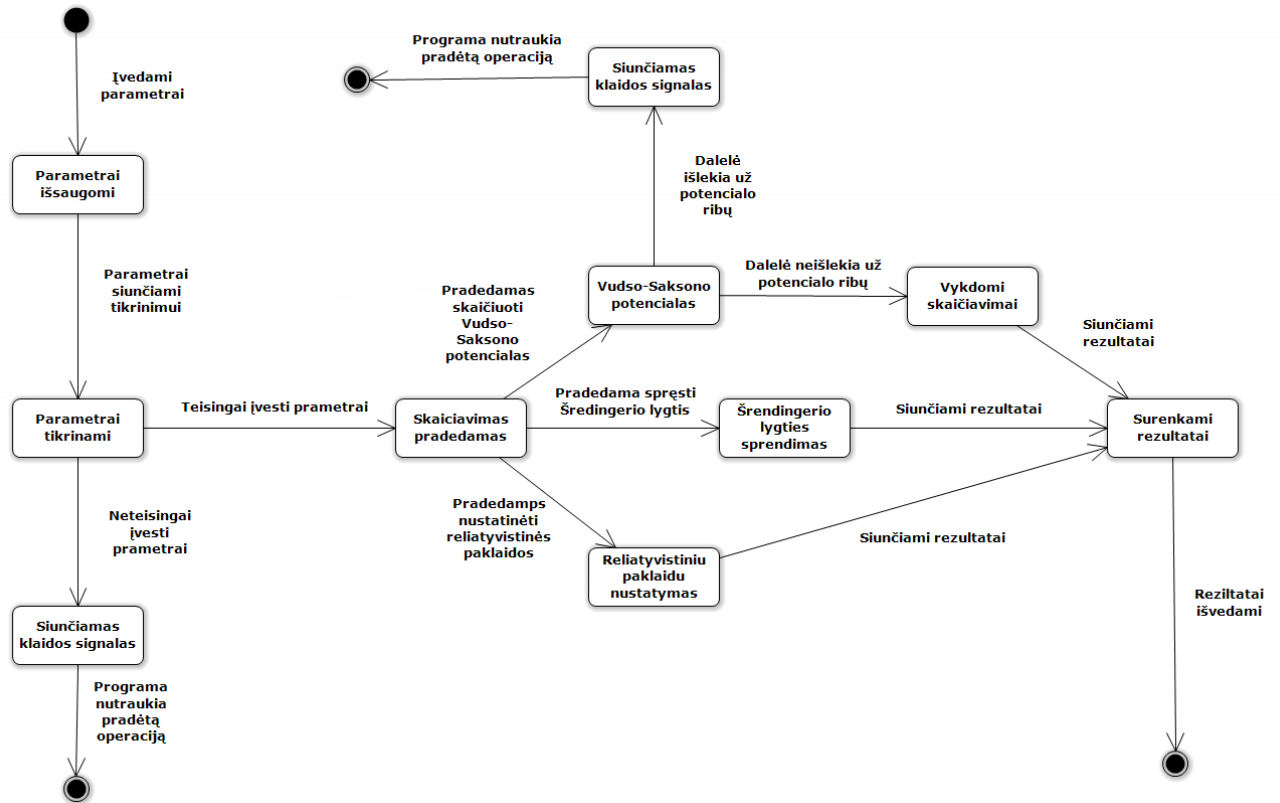 Įvedami
parametrai
Programa nutraukia
pradėtą operaciją
Siunčiamas
klaidos signalas
Parametrai
išsaugomi
Dalelė
išlekia už
potencialo
ribų
Parametrai
siunčiami
tikrinimui
Pradedamas
skaičiuoti
Vudso-
Saksono
potencialas
Vudso-Saksono
potencialas
Dalelė neišlekia už
potencialo ribų
Vykdomi
skaičiavimai
Siunčiami
rezultatai
Parametrai
tikrinami
Teisingai įvesti prametrai
Skaiciavimas
pradedamas
Pradedama spręsti
Šredingerio lygtis
Šrendingerio
lygties
sprendimas
Siunčiami rezultatai
Surenkami
rezultatai
Neteisingai
įvesti
prametrai
Pradedamps
nustatinėti
reliatyvistinės
paklaidos
Reliatyvistiniu
paklaidu
nustatymas
Siunčiami rezultatai
Siunčiamas
klaidos signalas
Reziltatai
išvedami
Programa
nutraukia
pradėtą
operaciją